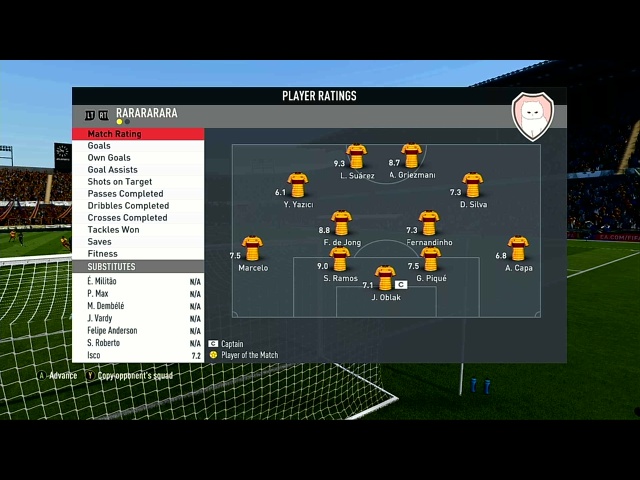 PLAYER RATINGS
LT RT RARARARARA
Match Rating
Goals
Own Goals
Goal Assists
Shots on Target
Passes Completed
Dribbles Completed
Crosses Completed
Tackles Won
Saves
Fitness
SUBSTITUTES
É. Militão N/A
P. Max N/A
M. Dembélé N/A
J. Vardy N/A
Felipe Anderson N/A
S. Roberto N/A
Isco 7.2
9.3 8.7
L. Suárez A. Griezmann
6.1 7.3
Y. Yazıcı D. Silva
8.8 7.3
F. de Jong Fernandinho
7.5 6.8
Marcelo A. Capa
9.0 7.5
S. Ramos G. Piqué
7.1 C
J. Oblak
C Captain
Player of the Match
A Advance Y Copy opponent's squad